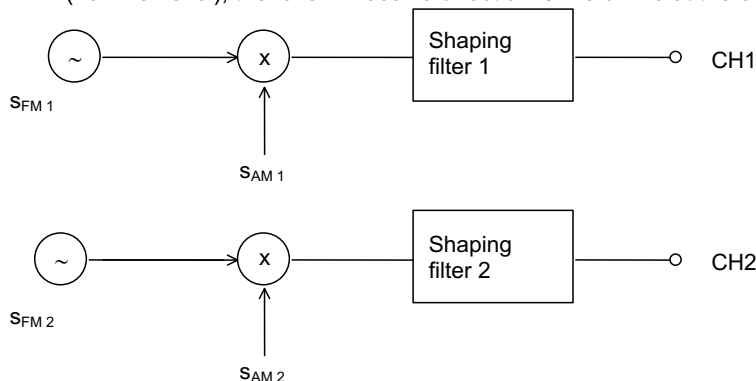 Shaping
filter 1
CH1
~
x
sFM 1
sAM 1
Shaping
filter 2
CH2
~
x
sFM 2
sAM 2